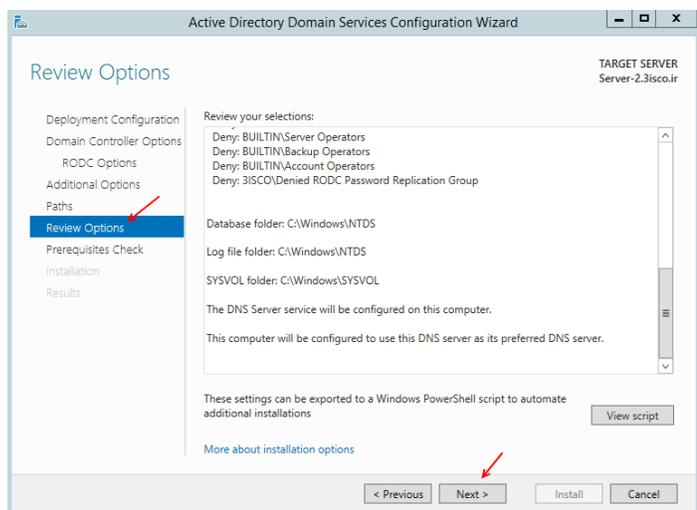 Active Directory Domain Services Configuration Wizard
Review Options
TARGET SERVER
Server-2.3isco.ir
Deployment Configuration
Domain Controller Options
RODC Options
Additional Options
Paths
Review Options
Prerequisites Check
Installation
Results
Review your selections:
Deny: BUILTIN\Server Operators
Deny: BUILTIN\Backup Operators
Deny: BUILTIN\Account Operators
Deny: 3ISCO\Denied RODC Password Replication Group
Database folder: C:\Windows\NTDS
Log file folder: C:\Windows\NTDS
SYSVOL folder: C:\Windows\SYSVOL
The DNS Server service will be configured on this computer.
This computer will be configured to use this DNS server as its preferred DNS server.
These settings can be exported to a Windows PowerShell script to automate
additional installations
View script
More about installation options
< Previous
Next >
Install
Cancel